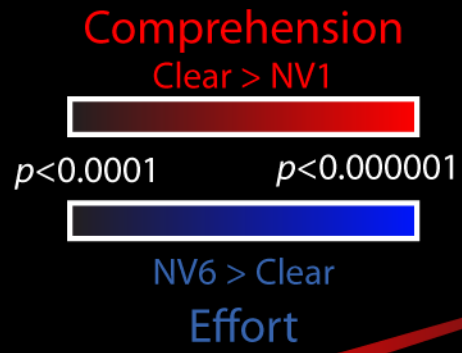 Comprehension
Clear > NV1
p<0.0001 p<0.000001
NV6 > Clear
Effort